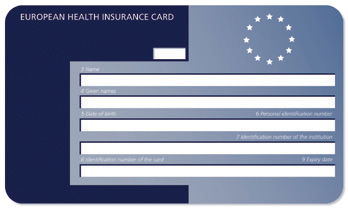 EUROPEAN HEALTH INSURANCE CARD
3 Name
4 Given names
5 Date of birth 6 Personal identification number
7 Identification number of the institution
8 Identification number of the card 9 Expiry date